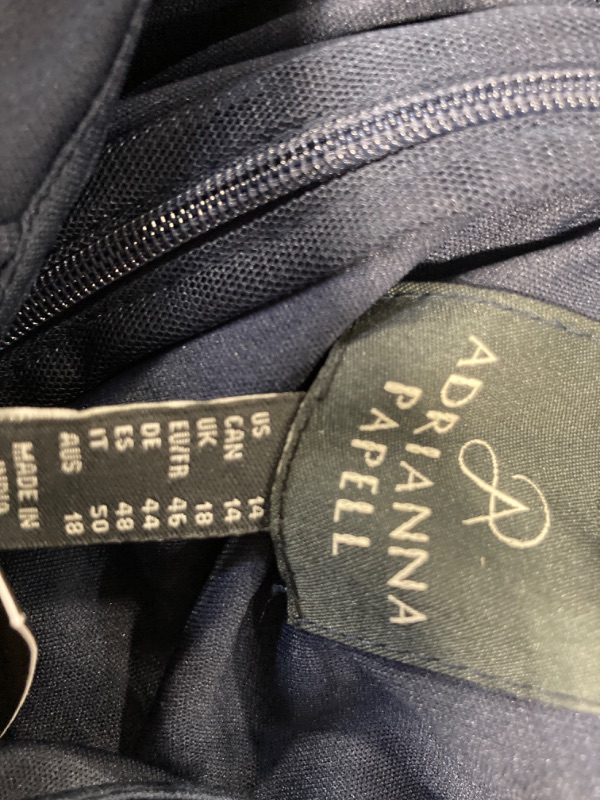 ADRIANNA
PAPELL
US 14
CAN 14
UK 18
EU/FR 46
DE 44
ES 48
IT 50
AUS 18
MADE IN